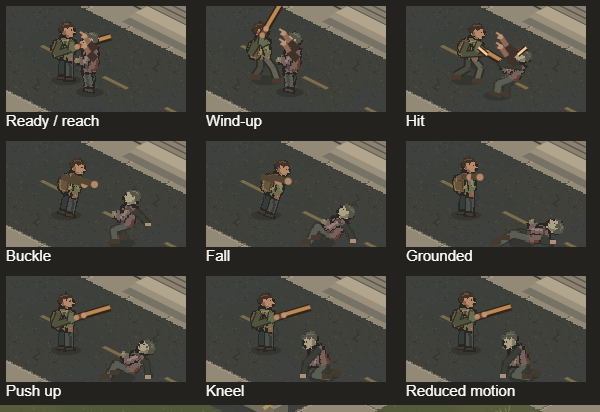 Ready / reach
Wind-up
Hit
Buckle
Fall
Grounded
Push up
Kneel
Reduced motion